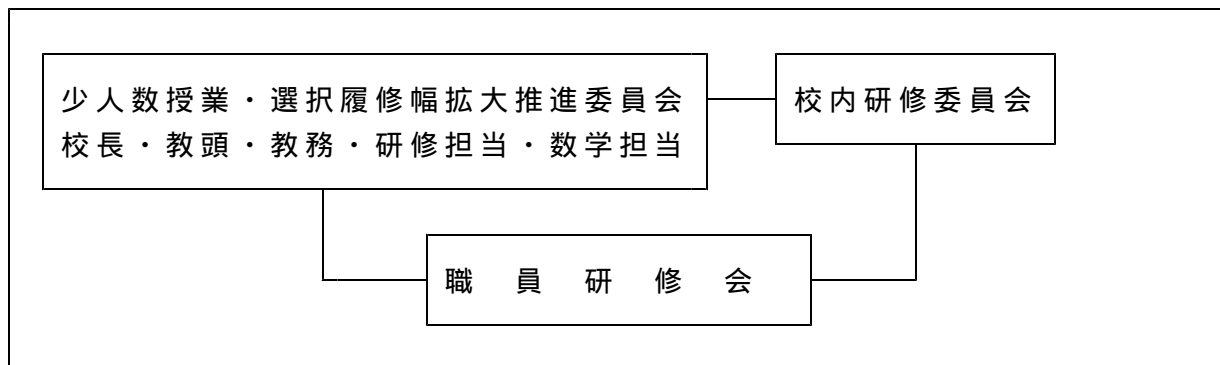 少人数授業・選択履修幅拡大推進委員会
校長・教頭・教務・研修担当・数学担当
校内研修委員会
職員研修会